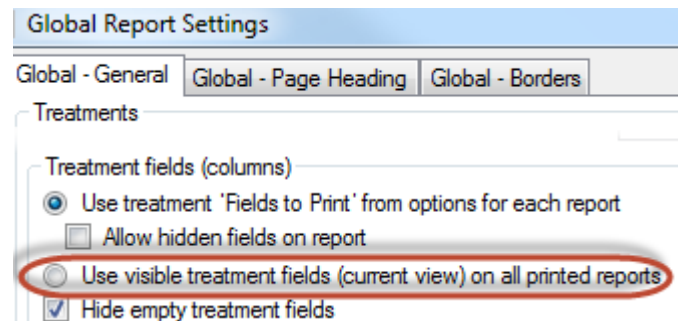 Global Report Settings
Global - General Global - Page Heading Global - Borders
Treatments
Treatment fields (columns)
Use treatment 'Fields to Print' from options for each report
Allow hidden fields on report
Use visible treatment fields (current view) on all printed reports
Hide empty treatment fields